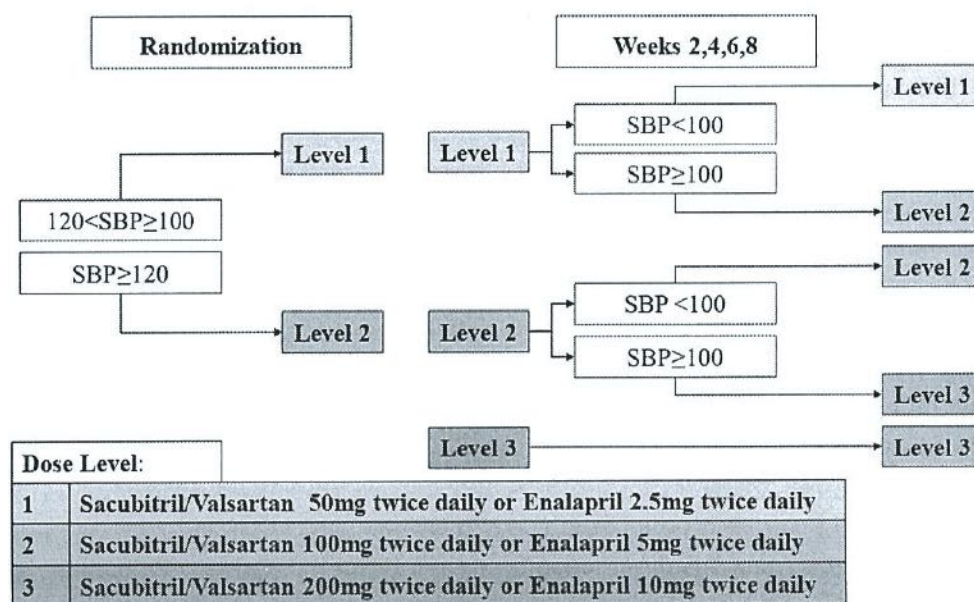 Randomization
Weeks 2,4,6,8
120<SBP≥100
SBP≥120
Level 1
Level 2
Level 1
SBP<100
SBP≥100
Level 1
Level 2
Level 2
SBP <100
SBP≥100
Level 2
Level 3
Level 3
Level 3
Dose Level:
1 Sacubitril/Valsartan 50mg twice daily or Enalapril 2.5mg twice daily
2 Sacubitril/Valsartan 100mg twice daily or Enalapril 5mg twice daily
3 Sacubitril/Valsartan 200mg twice daily or Enalapril 10mg twice daily